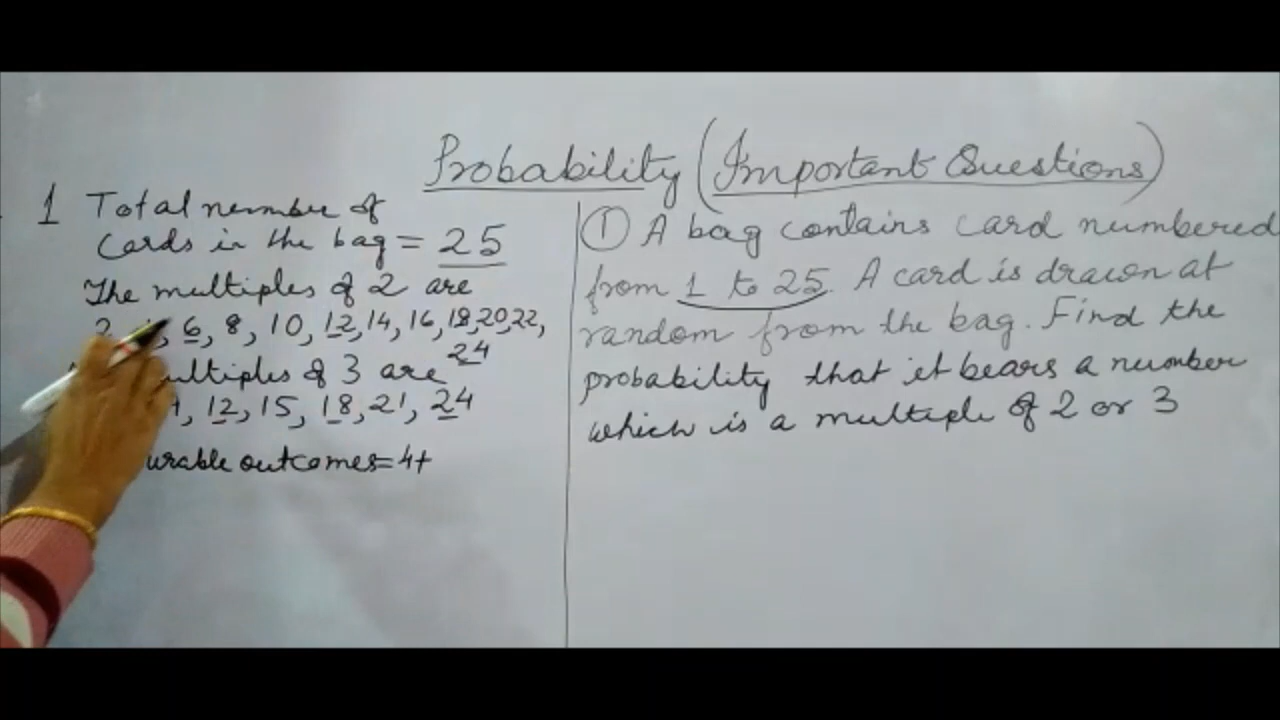 Probability (Important Questions)
1 Total number of
cards in the bag = 25
The multiples of 2 are
2, 6, 8, 10, 12, 14, 16, 18, 20, 22,
24
multiples of 3 are
12, 15, 18, 21, 24
urable outcomes = 4+
① A bag contains card numbered
from 1 to 25. A card is drawn at
random from the bag. Find the
probability that it bears a number
which is a multiple of 2 or 3